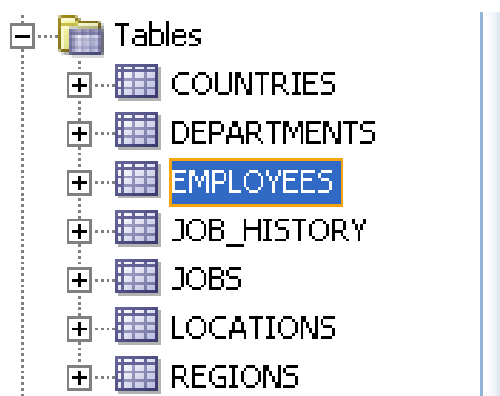 Tables
COUNTRIES
DEPARTMENTS
EMPLOYEES
JOB_HISTORY
JOBS
LOCATIONS
REGIONS